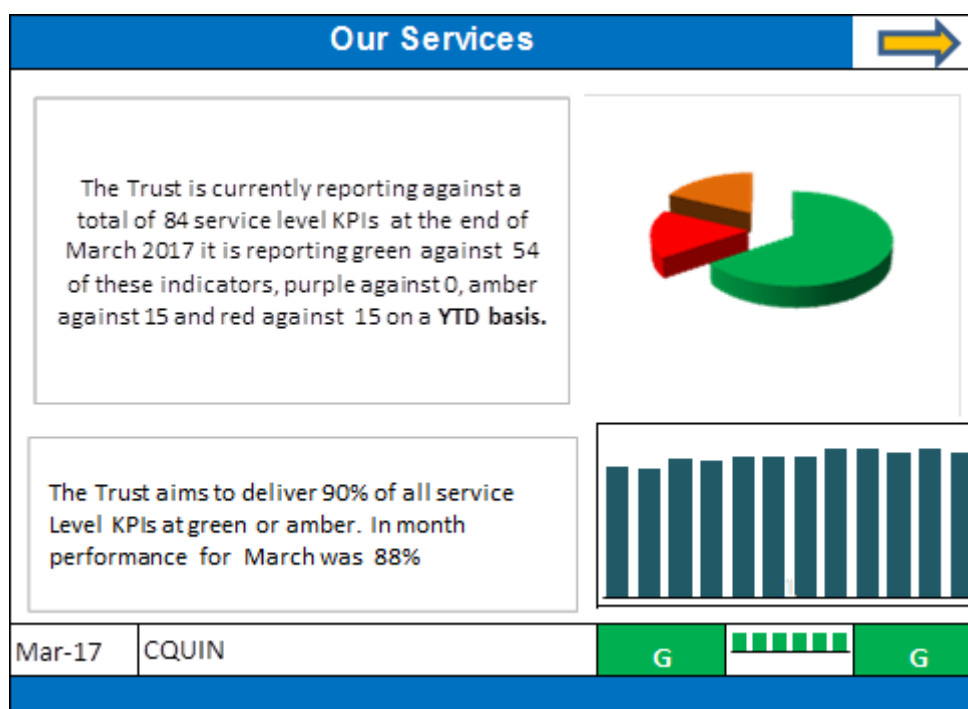 Our Services
The Trust is currently reporting against a
total of 84 service level KPIs at the end of
March 2017 it is reporting green against 54
of these indicators, purple against 0, amber
against 15 and red against 15 on a YTD basis.
The Trust aims to deliver 90% of all service
Level KPIs at green or amber. In month
performance for March was 88%
Mar-17 CQUIN G G